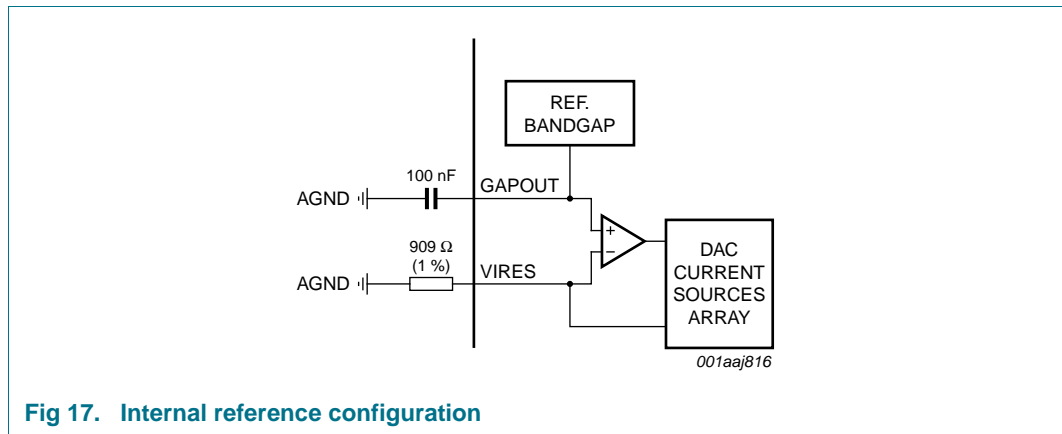 REF.
BANDGAP
100 nF
GAPOUT
AGND
+
−
909 Ω
(1 %)
VIRES
AGND
DAC
CURRENT
SOURCES
ARRAY
001aaj816
Fig 17. Internal reference configuration